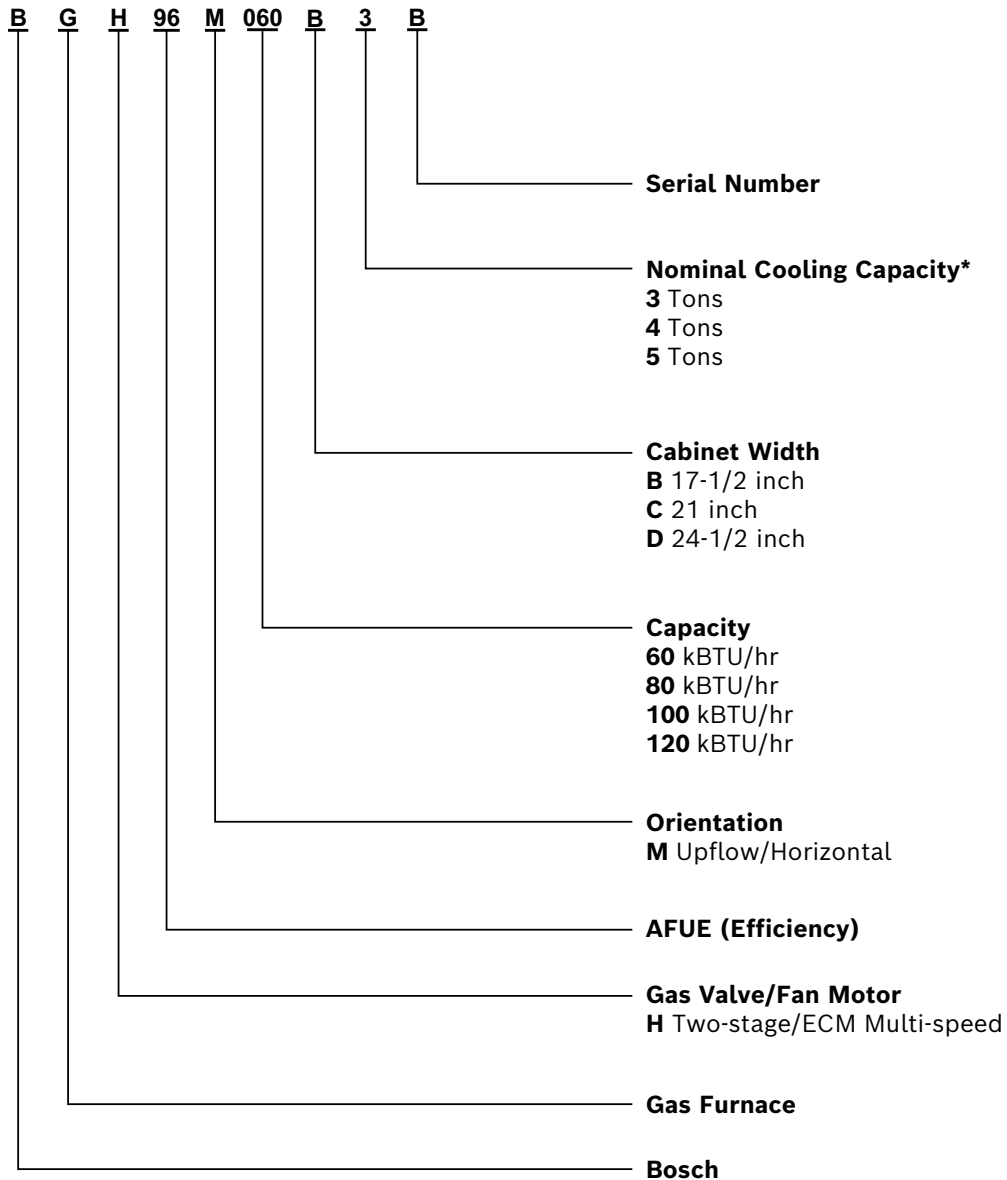 B G H 96 M 060 B 3 B
Serial Number
Nominal Cooling Capacity*
3 Tons
4 Tons
5 Tons
Cabinet Width
B 17-1/2 inch
C 21 inch
D 24-1/2 inch
Capacity
60 kBTU/hr
80 kBTU/hr
100 kBTU/hr
120 kBTU/hr
Orientation
M Upflow/Horizontal
AFUE (Efficiency)
Gas Valve/Fan Motor
H Two-stage/ECM Multi-speed
Gas Furnace
Bosch